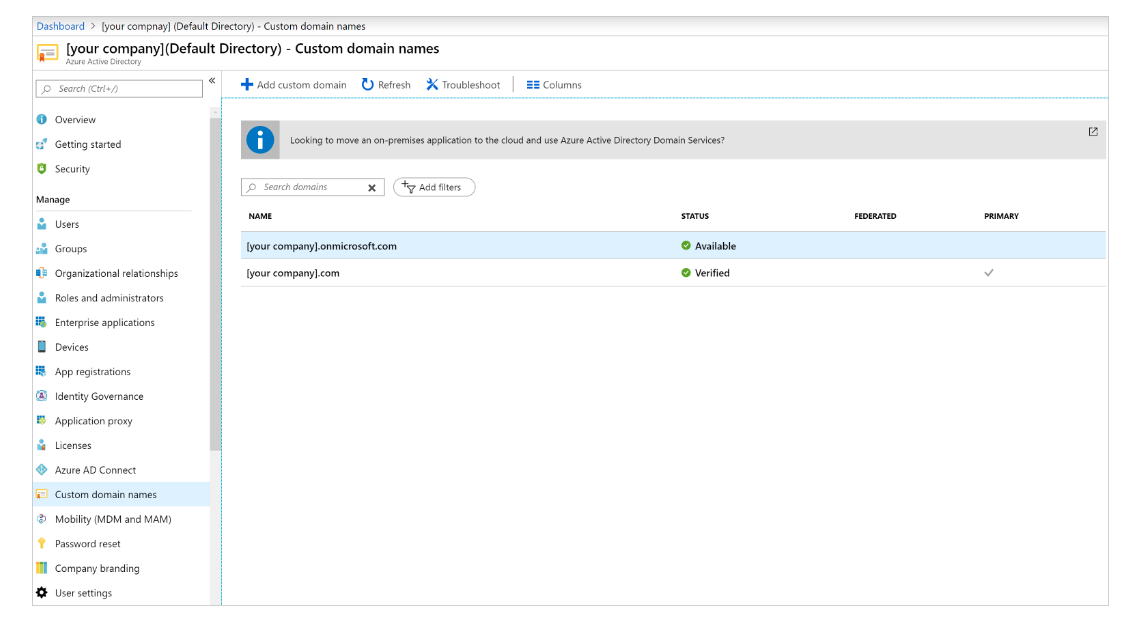 Dashboard > [your compnay] (Default Directory) - Custom domain names
[your company](Default Directory) - Custom domain names
Azure Active Directory
Search (Ctrl+/)
«
Overview
Getting started
Security
Manage
Users
Groups
Organizational relationships
Roles and administrators
Enterprise applications
Devices
App registrations
Identity Governance
Application proxy
Licenses
Azure AD Connect
Custom domain names
Mobility (MDM and MAM)
Password reset
Company branding
User settings
Add custom domain Refresh Troubleshoot Columns
Looking to move an on-premises application to the cloud and use Azure Active Directory Domain Services?
Search domains Add filters
NAME STATUS FEDERATED PRIMARY
[your company].onmicrosoft.com Available
[your company].com Verified